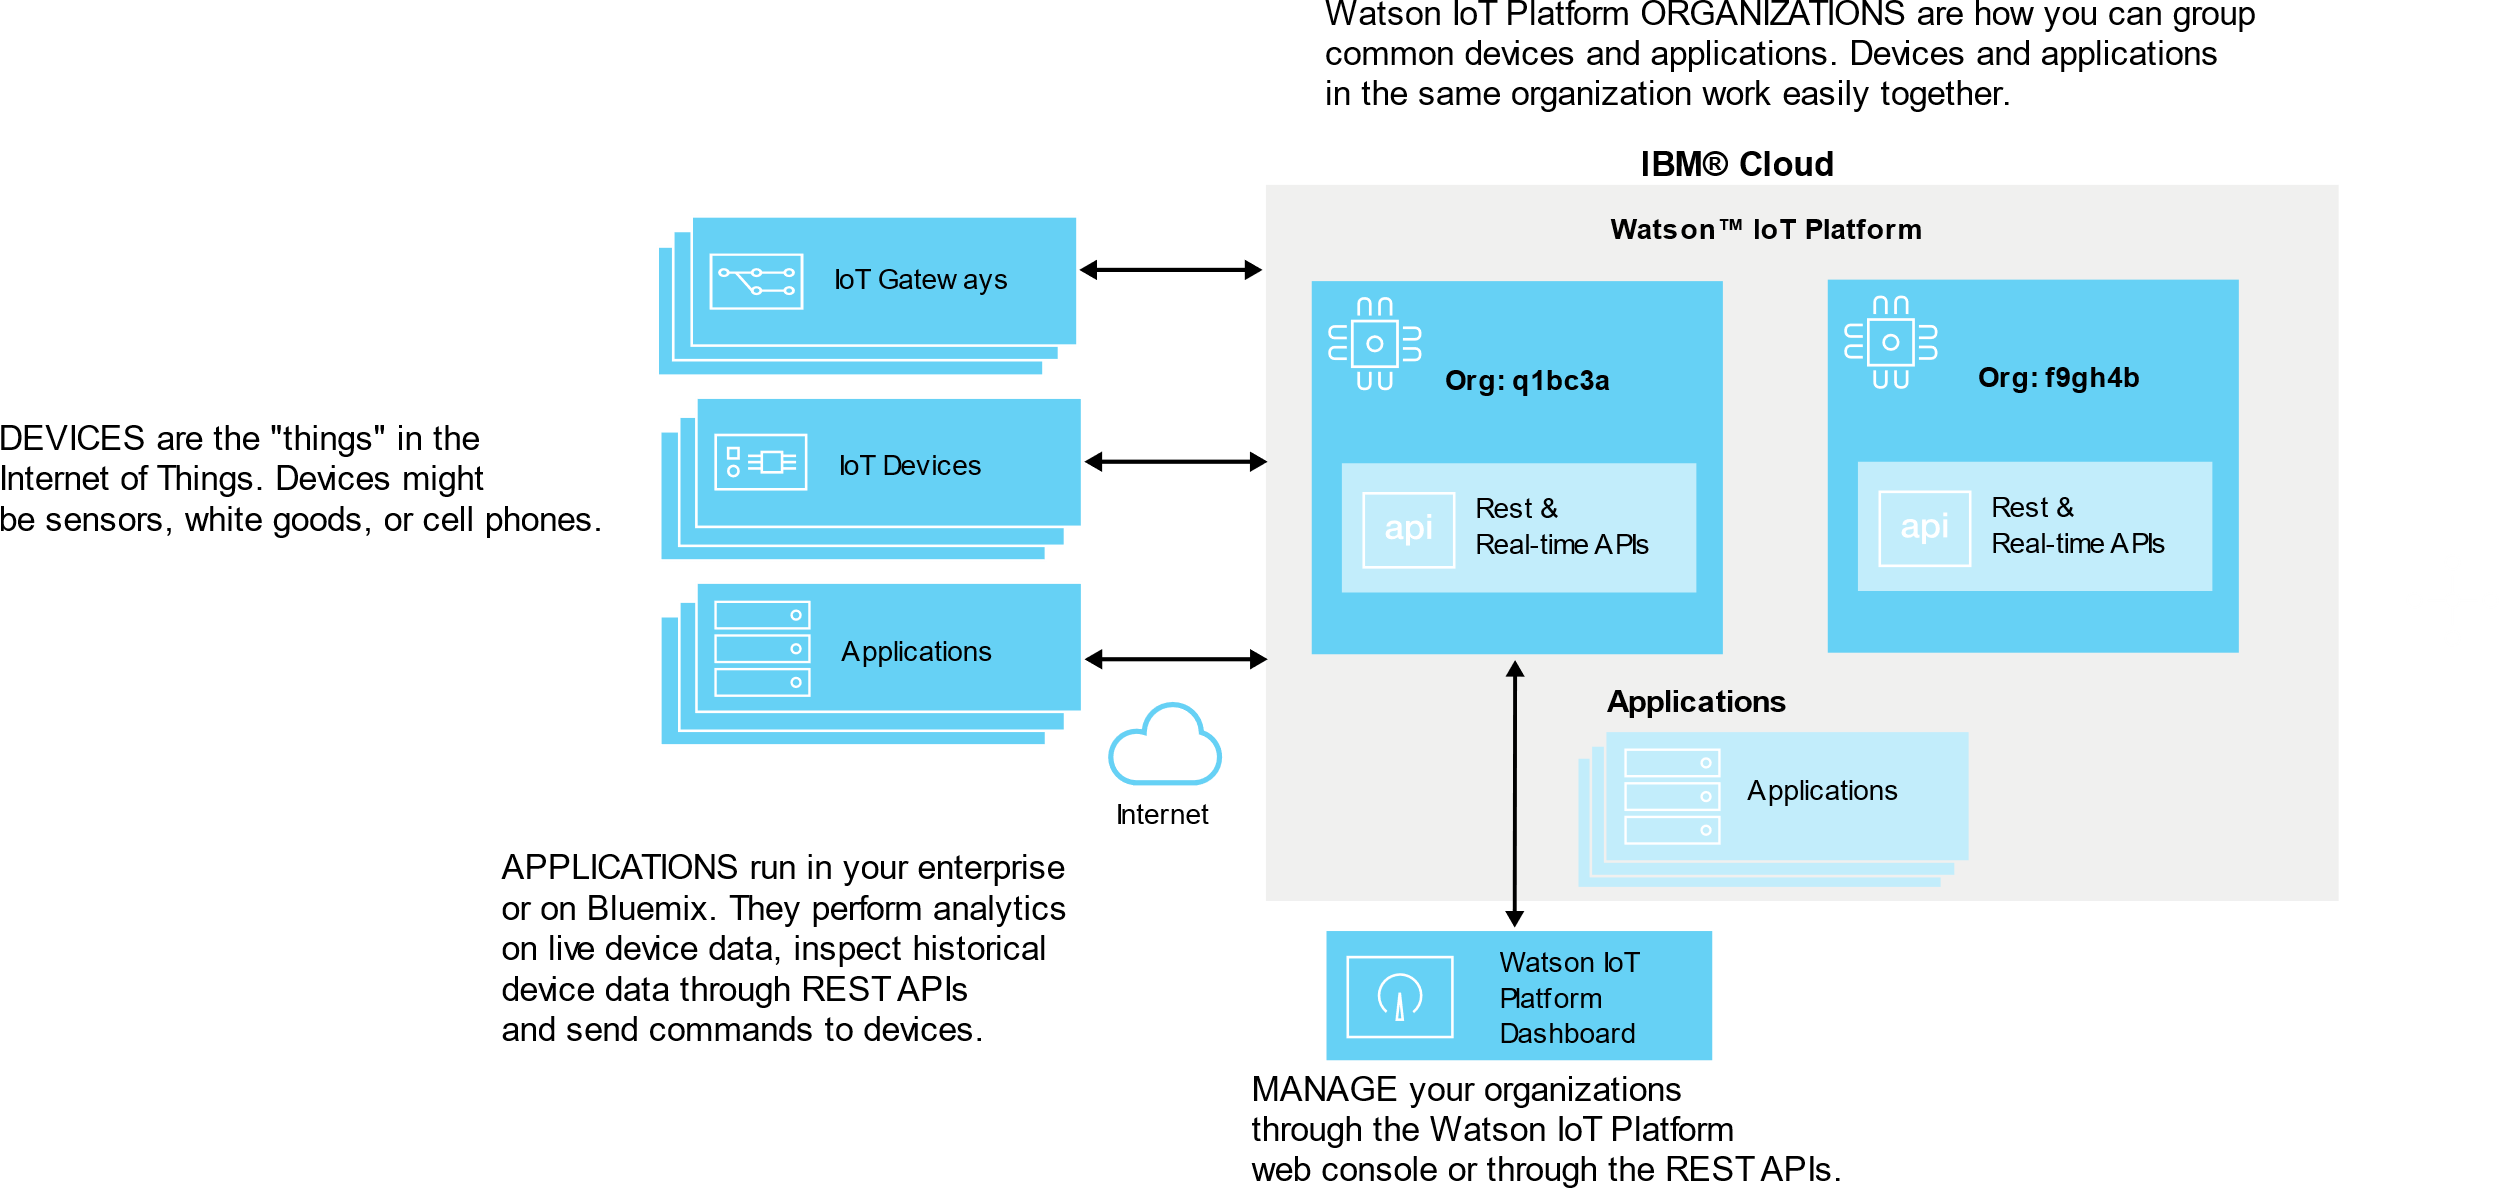 Watson IoT Platform ORGANIZATIONS are how you can group
common devices and applications. Devices and applications
in the same organization work easily together.
IBM® Cloud
Watson™ IoT Platform
IoT Gateways
Org: q1bc3a
Org: f9gh4b
DEVICES are the "things" in the
Internet of Things. Devices might
be sensors, white goods, or cell phones.
IoT Devices
api
Rest &
Real-time APIs
api
Rest &
Real-time APIs
Applications
Internet
Applications
Applications
APPLICATIONS run in your enterprise
or on Bluemix. They perform analytics
on live device data, inspect historical
device data through REST APIs
and send commands to devices.
Watson IoT
Platform
Dashboard
MANAGE your organizations
through the Watson IoT Platform
web console or through the REST APIs.